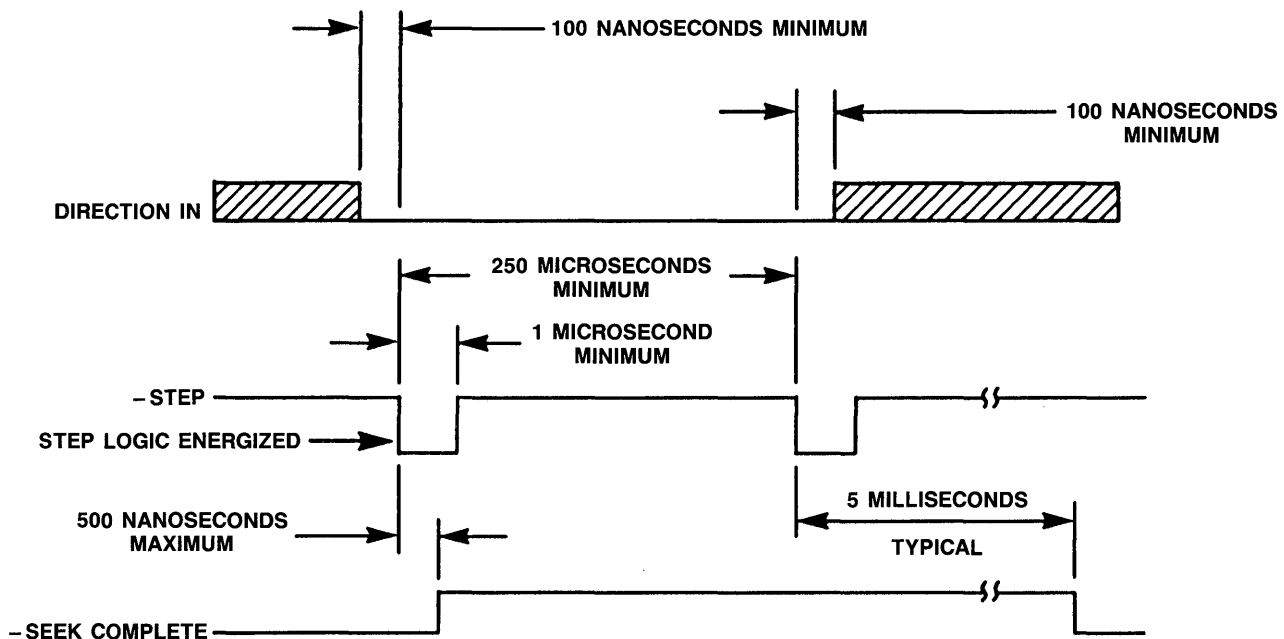 100 NANOSECONDS MINIMUM
100 NANOSECONDS
MINIMUM
DIRECTION IN
250 MICROSECONDS
MINIMUM
1 MICROSECOND
MINIMUM
–STEP
STEP LOGIC ENERGIZED
500 NANOSECONDS
MAXIMUM
5 MILLISECONDS
TYPICAL
–SEEK COMPLETE